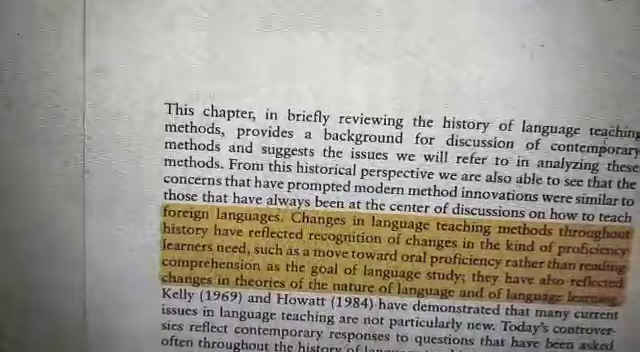 This chapter, in briefly reviewing the history of language teaching
methods, provides a background for discussion of contemporary
methods and suggests the issues we will refer to in analyzing these
methods. From this historical perspective we are also able to see that the
concerns that have prompted modern method innovations were similar to
those that have always been at the center of discussions on how to teach
foreign languages. Changes in language teaching methods throughout
history have reflected recognition of changes in the kind of proficiency
learners need, such as a move toward oral proficiency rather than reading
comprehension as the goal of language study; they have also reflected
changes in theories of the nature of language and of language learning.
Kelly (1969) and Howatt (1984) have demonstrated that many current
issues in language teaching are not particularly new. Today's controver-
sies reflect contemporary responses to questions that have been asked
often throughout the history of